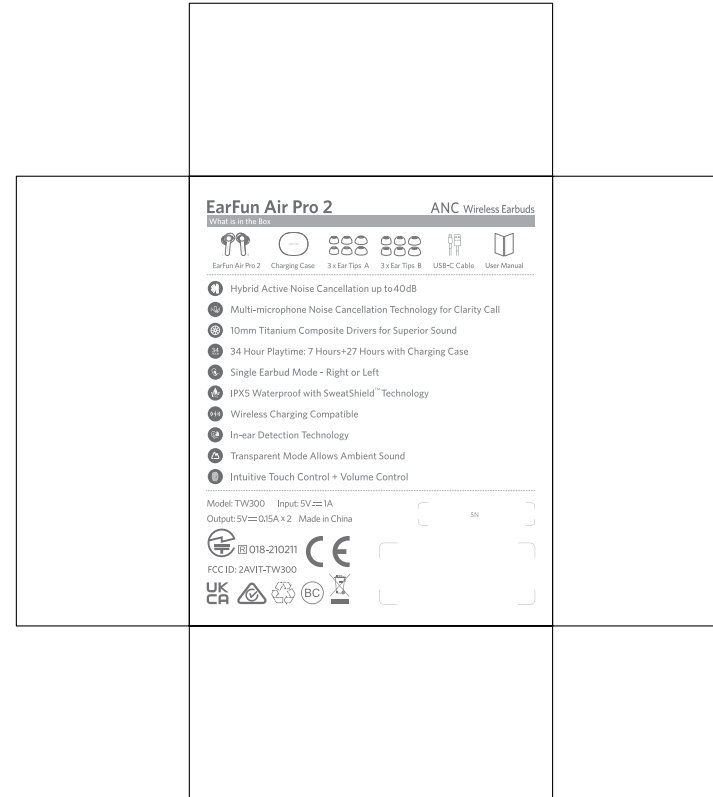 EarFun Air Pro 2
ANC Wireless Earbuds
What is in the Box
EarFun Air Pro 2 Charging Case 3 x Ear Tips A 3 x Ear Tips B USB-C Cable User Manual
Hybrid Active Noise Cancellation up to 40dB
Multi-microphone Noise Cancellation Technology for Clarity Call
10mm Titanium Composite Drivers for Superior Sound
34
34 Hour Playtime: 7 Hours+27 Hours with Charging Case
Single Earbud Mode - Right or Left
IPX5 Waterproof with SweatShield™ Technology
Wireless Charging Compatible
In-ear Detection Technology
Transparent Mode Allows Ambient Sound
Intuitive Touch Control + Volume Control
Model: TW300 Input: 5V⎓1A
Output: 5V⎓0.15A x 2 Made in China
SN
R 018-210211
CE
FCC ID: 2AVIT-TW300
UK
CA
BC